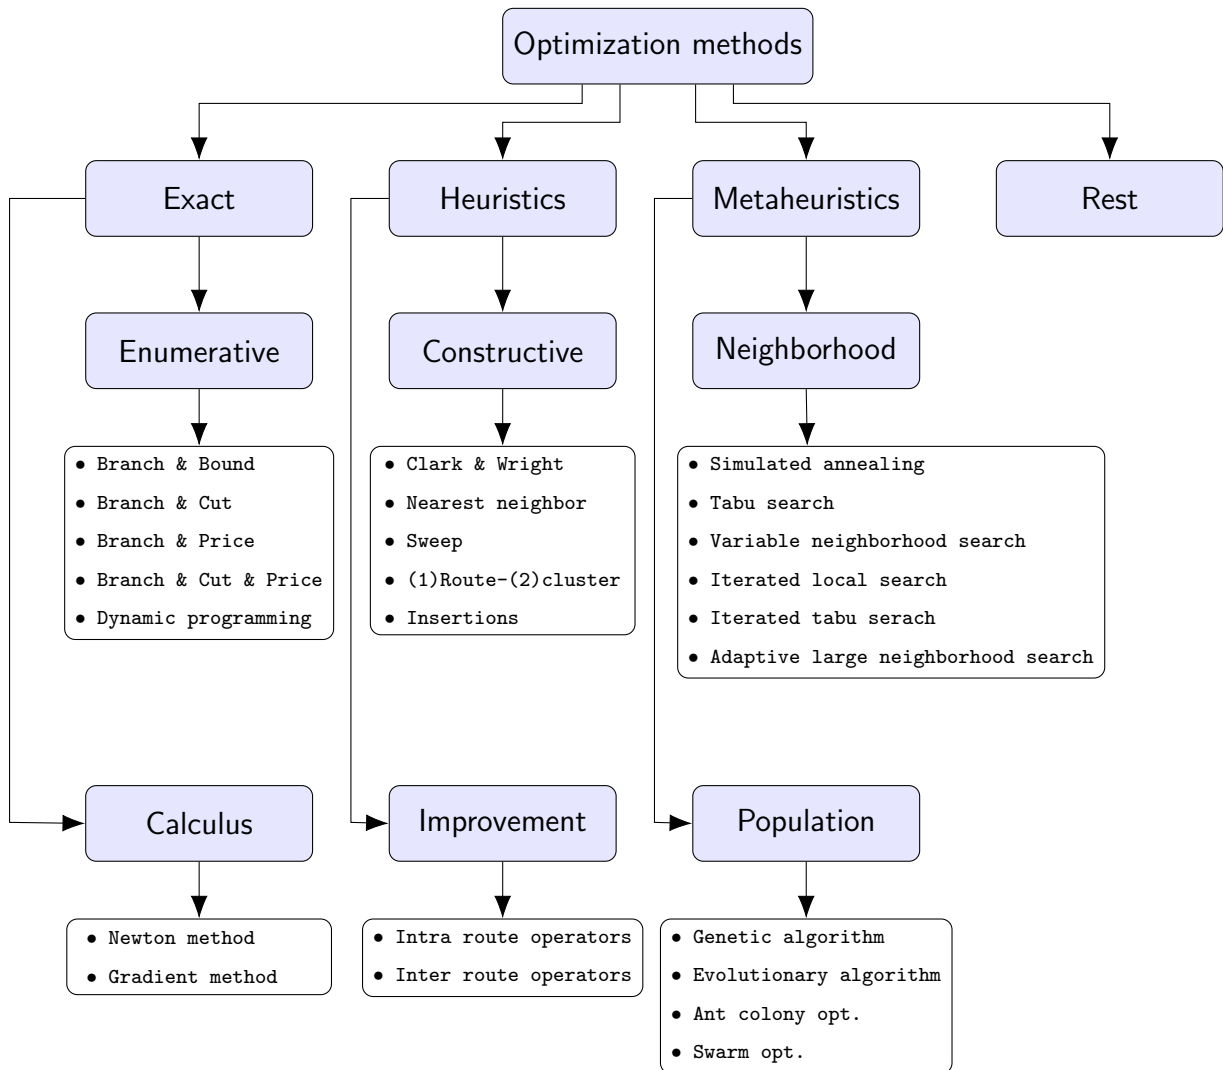 Optimization methods
Exact
Heuristics
Metaheuristics
Rest
Enumerative
Constructive
Neighborhood
• Branch & Bound
• Branch & Cut
• Branch & Price
• Branch & Cut & Price
• Dynamic programming
• Clark & Wright
• Nearest neighbor
• Sweep
• (1)Route-(2)cluster
• Insertions
• Simulated annealing
• Tabu search
• Variable neighborhood search
• Iterated local search
• Iterated tabu serach
• Adaptive large neighborhood search
Calculus
Improvement
Population
• Newton method
• Gradient method
• Intra route operators
• Inter route operators
• Genetic algorithm
• Evolutionary algorithm
• Ant colony opt.
• Swarm opt.